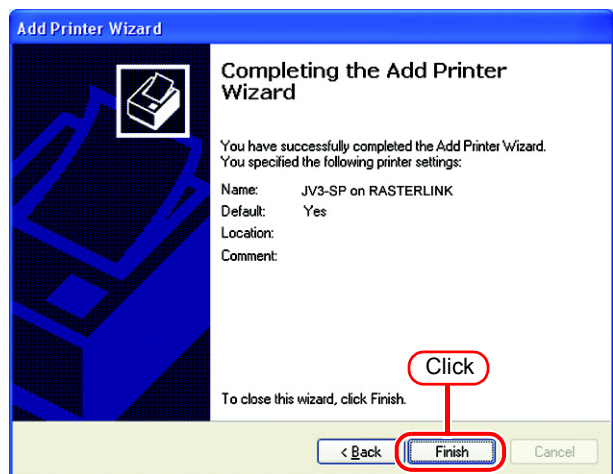 Add Printer Wizard
Completing the Add Printer
Wizard
You have successfully completed the Add Printer Wizard.
You specified the following printer settings:
Name: JV3-SP on RASTERLINK
Default: Yes
Location:
Comment:
Click
To close this wizard, click Finish.
< Back Finish Cancel